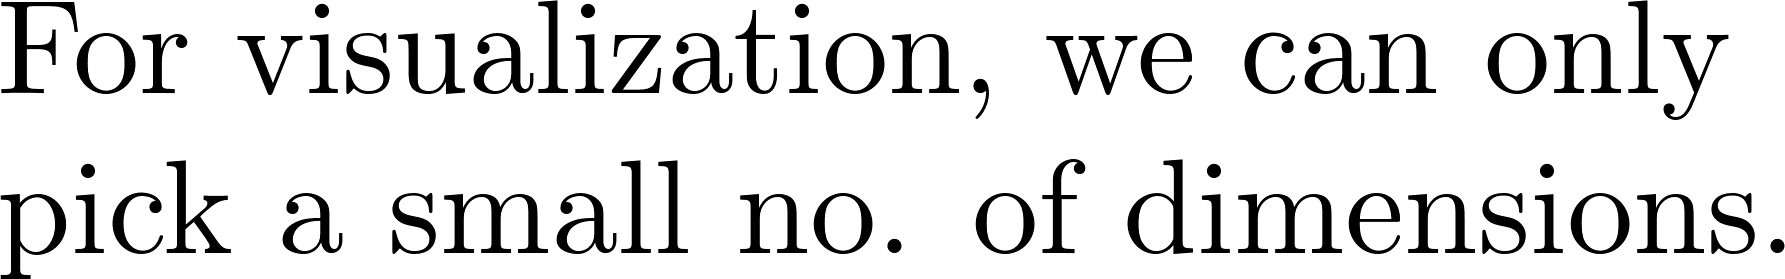 For visualization, we can only
pick a small no. of dimensions.